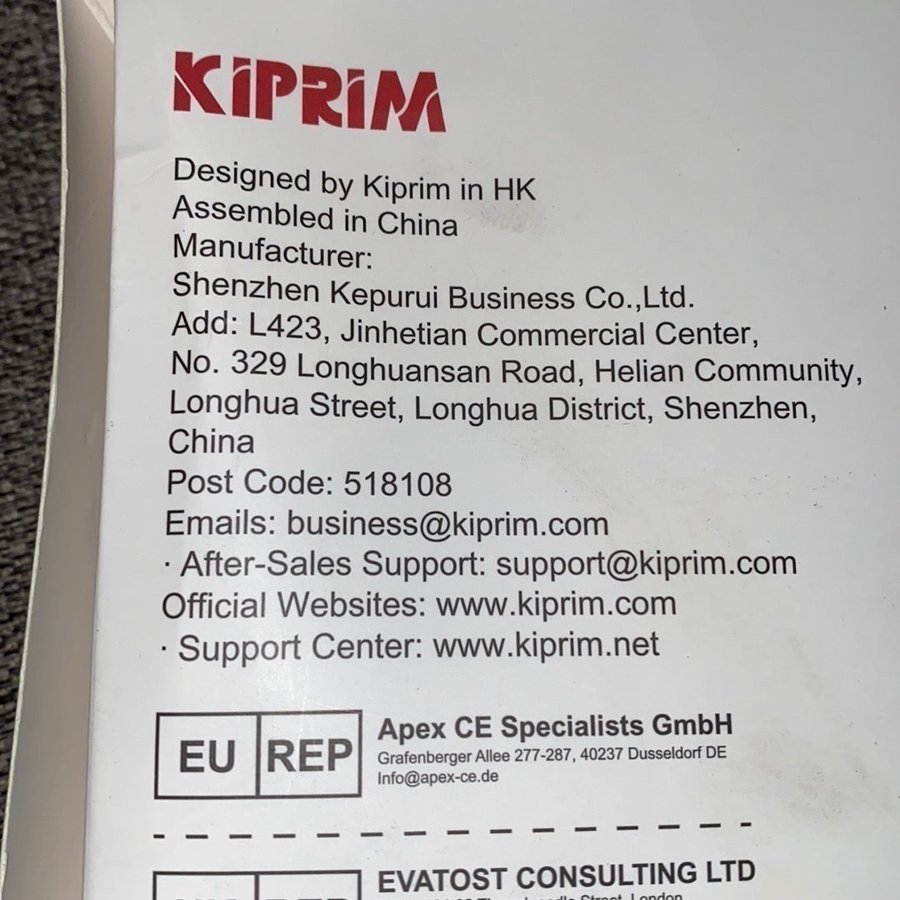 KIPRIM
Designed by Kiprim in HK
Assembled in China
Manufacturer:
Shenzhen Kepurui Business Co.,Ltd.
Add: L423, Jinhetian Commercial Center,
No. 329 Longhuansan Road, Helian Community,
Longhua Street, Longhua District, Shenzhen,
China
Post Code: 518108
Emails: business@kiprim.com
· After-Sales Support: support@kiprim.com
Official Websites: www.kiprim.com
· Support Center: www.kiprim.net
EU REP
Apex CE Specialists GmbH
Grafenberger Allee 277-287, 40237 Dusseldorf DE
Info@apex-ce.de
EVATOST CONSULTING LTD
Street, London